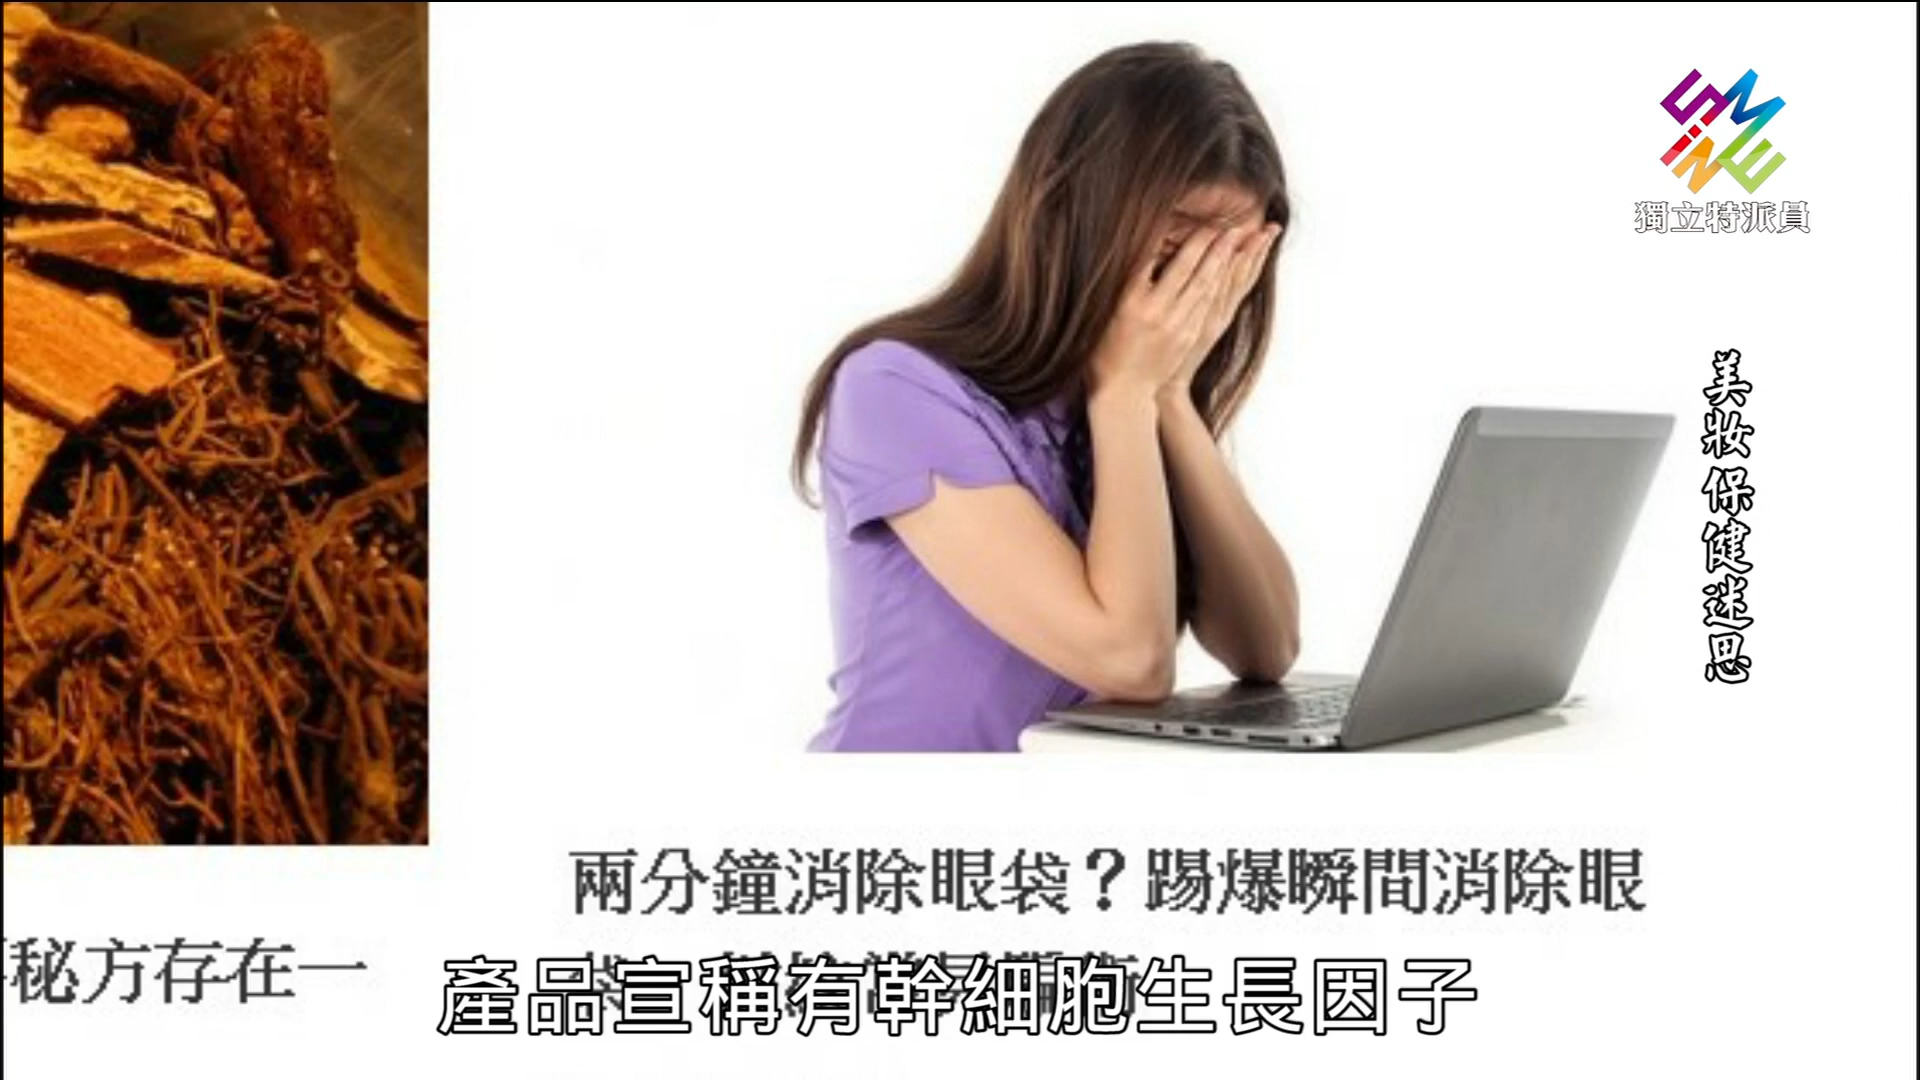 SiNME
獨立特派員
美妝保健迷思
兩分鐘消除眼袋？踢爆瞬間消除眼
秘方存在一
產品宣稱有幹細胞生長因子